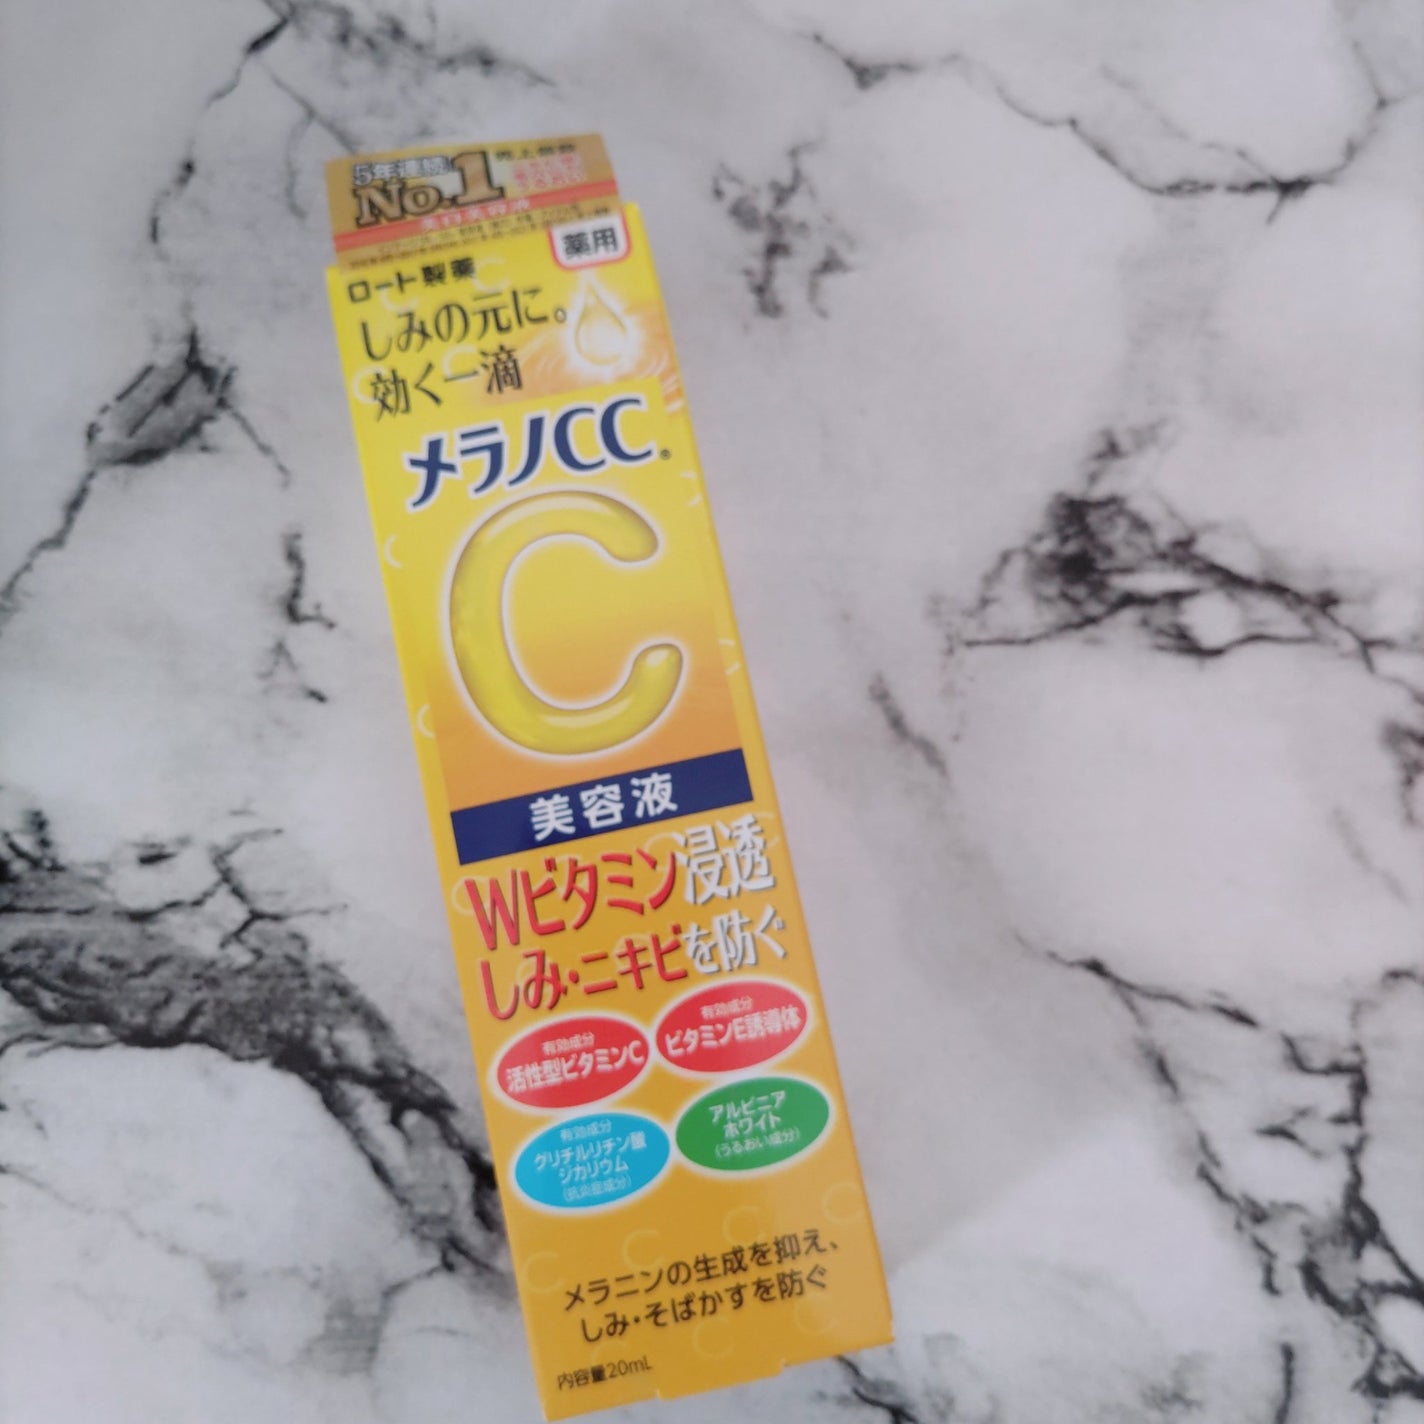 5年連続
No.1
美白美容液
薬用
ロート製薬
しみの元に。
効く一滴
メラノCC®
C
美容液
Wビタミン浸透
しみ・ニキビを防ぐ
有効成分
活性型ビタミンC
有効成分
ビタミンE誘導体
有効成分
グリチルリチン酸
ジカリウム
(抗炎症成分)
アルピニア
ホワイト
(うるおい成分)
メラニンの生成を抑え、
しみ・そばかすを防ぐ
内容量20mL